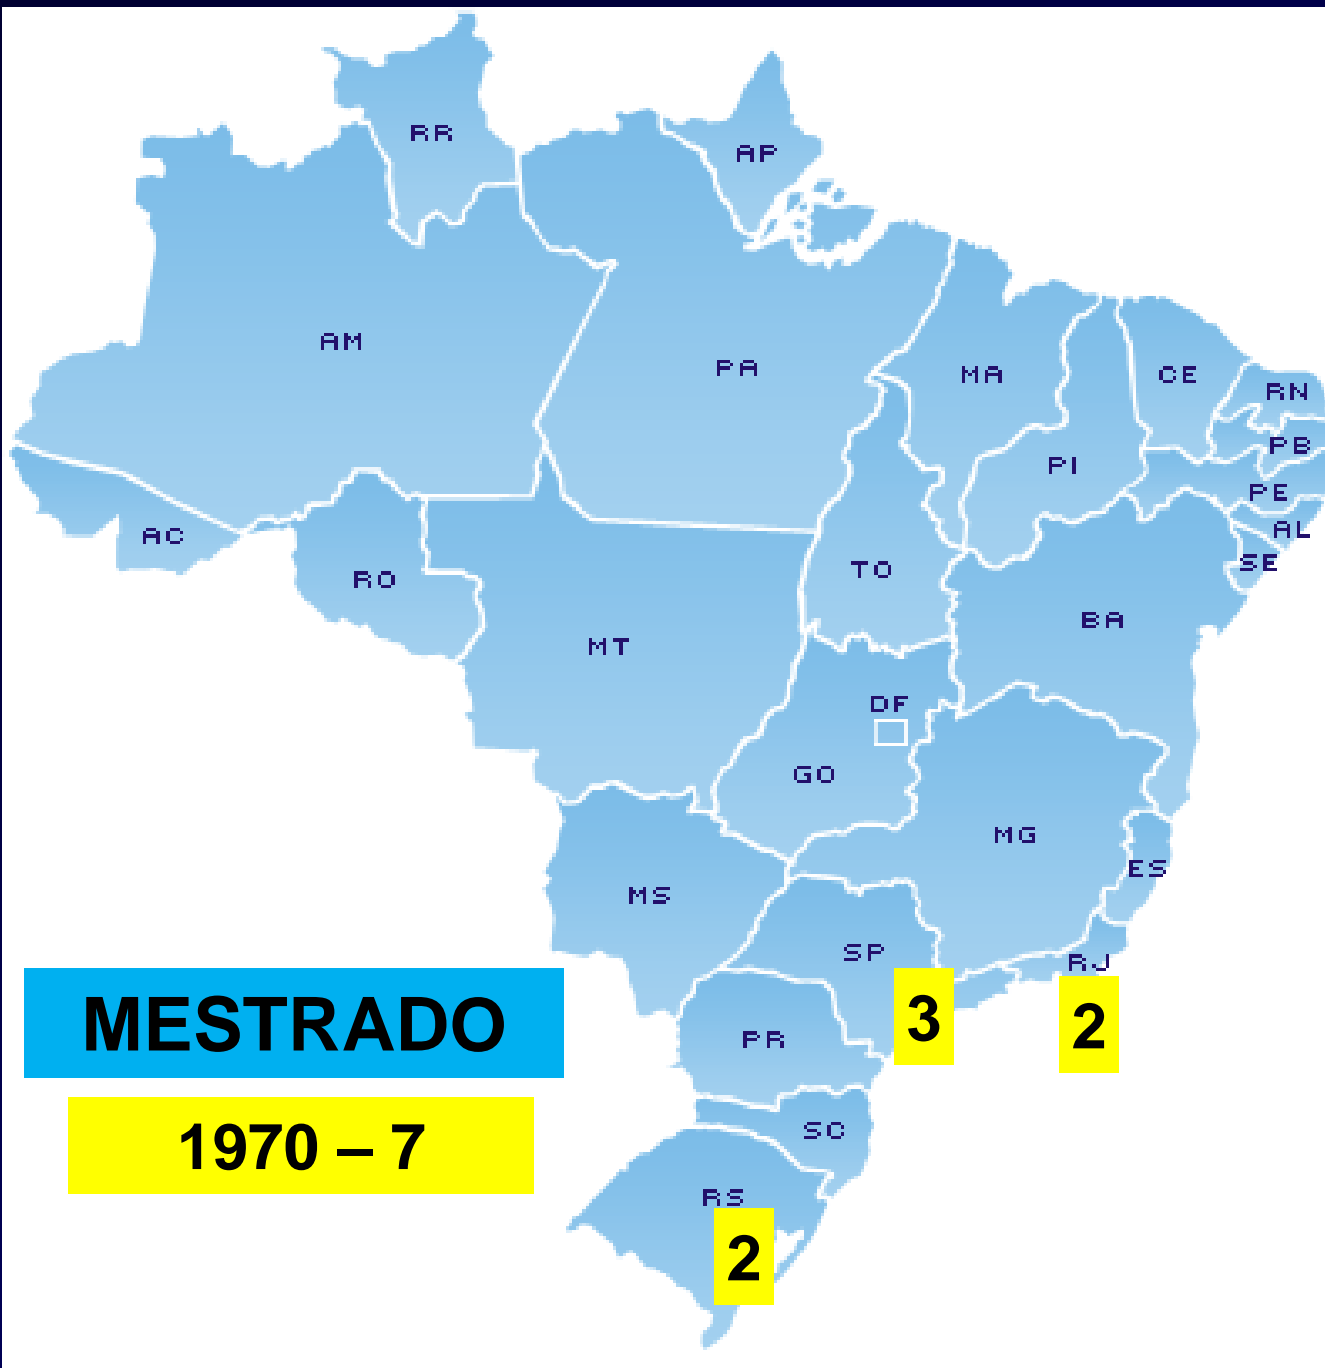 RR
AP
AM
PA
MA
CE
RN
PB
PI
PE
AL
SE
AC
RO
TO
BA
MT
DF
GO
MG
ES
MS
SP
RJ
MESTRADO
3
2
PR
1970 – 7
SC
RS
2